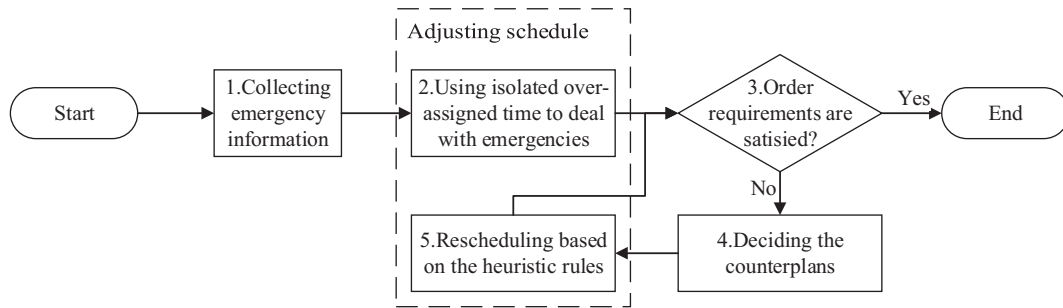 Adjusting schedule
Start
1.Collecting
emergency
information
2.Using isolated over-
assigned time to deal
with emergencies
3.Order
requirements are
satisied?
Yes
End
No
4.Deciding the
counterplans
5.Rescheduling based
on the heuristic rules